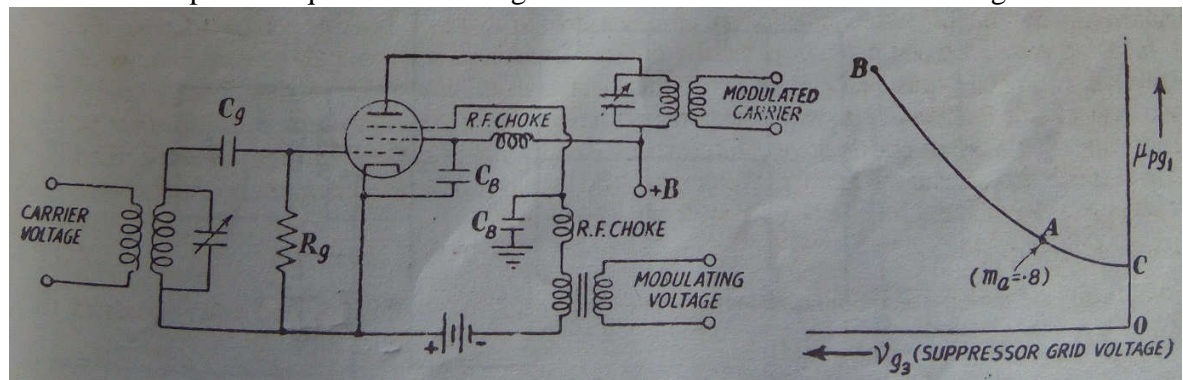 Cg
R.F. CHOKE
MODULATED
CARRIER
CB
+B
CARRIER
VOLTAGE
Rg
CB
R.F. CHOKE
MODULATING
VOLTAGE
+ -
B
μpg1
A
(ma=.8)
C
O
Vg3 (SUPPRESSOR GRID VOLTAGE)